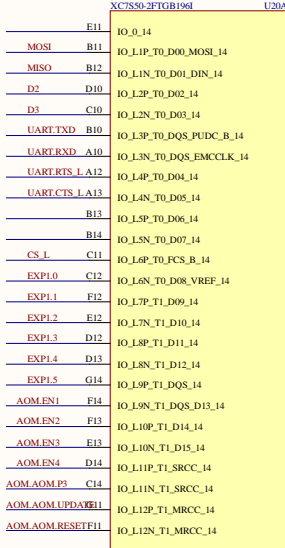 XC7S50-2FTGB196I U20A
E11 IO_0_14
MOSI B11 IO_L1P_T0_D00_MOSI_14
MISO B12 IO_L1N_T0_D01_DIN_14
D2 D10 IO_L2P_T0_D02_14
D3 C10 IO_L2N_T0_D03_14
UART.TXD B10 IO_L3P_T0_DQS_PUDC_B_14
UART.RXD A10 IO_L3N_T0_DQS_EMCCLK_14
UART.RTS_L A12 IO_L4P_T0_D04_14
UART.CTS_L A13 IO_L4N_T0_D05_14
B13 IO_L5P_T0_D06_14
B14 IO_L5N_T0_D07_14
CS_L C11 IO_L6P_T0_FCS_B_14
EXP1.0 C12 IO_L6N_T0_D08_VREF_14
EXP1.1 F12 IO_L7P_T1_D09_14
EXP1.2 E12 IO_L7N_T1_D10_14
EXP1.3 D12 IO_L8P_T1_D11_14
EXP1.4 D13 IO_L8N_T1_D12_14
EXP1.5 G14 IO_L9P_T1_DQS_14
AOM.EN1 F14 IO_L9N_T1_DQS_D13_14
AOM.EN2 F13 IO_L10P_T1_D14_14
AOM.EN3 E13 IO_L10N_T1_D15_14
AOM.EN4 D14 IO_L11P_T1_SRCC_14
AOM.AOM.P3 C14 IO_L11N_T1_SRCC_14
AOM.AOM.UPDATE G11 IO_L12P_T1_MRCC_14
AOM.AOM.RESET F11 IO_L12N_T1_MRCC_14